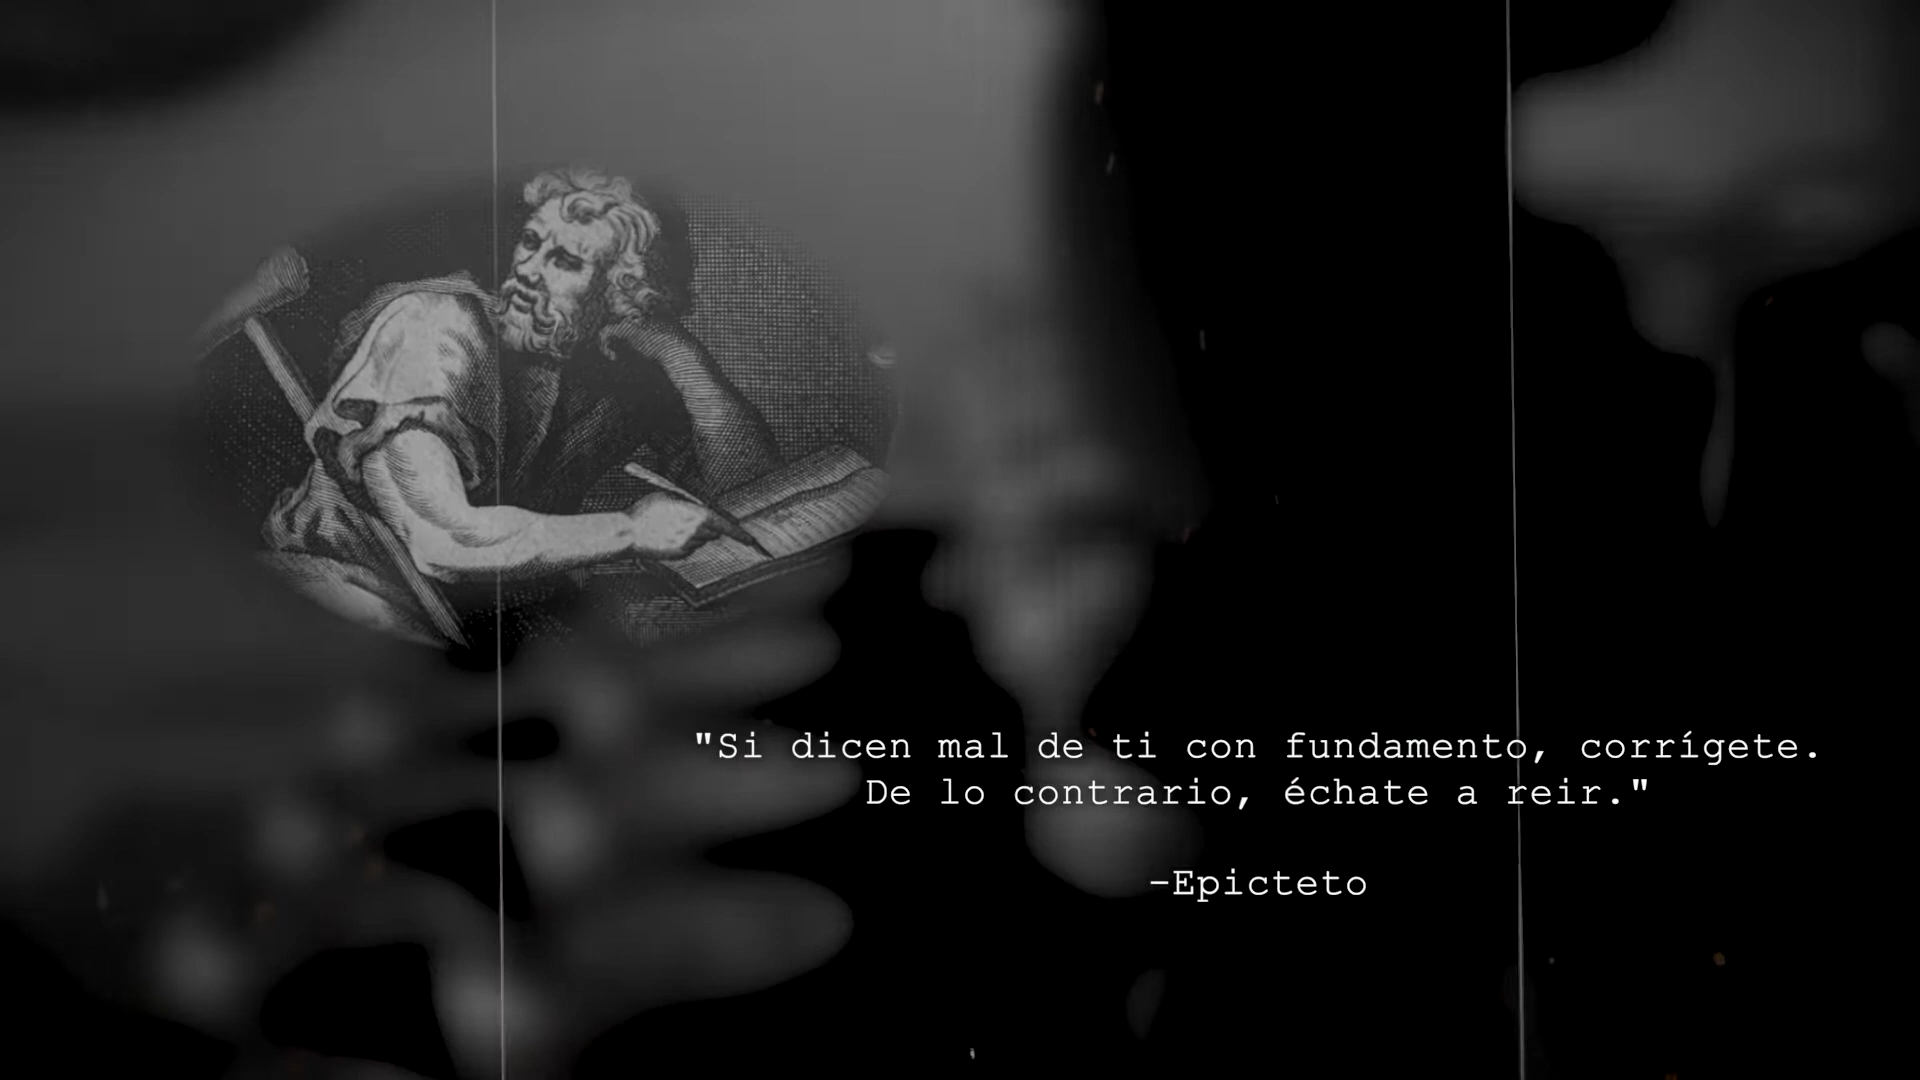 "Si dicen mal de ti con fundamento, corrígete.
De lo contrario, échate a reir."
-Epicteto